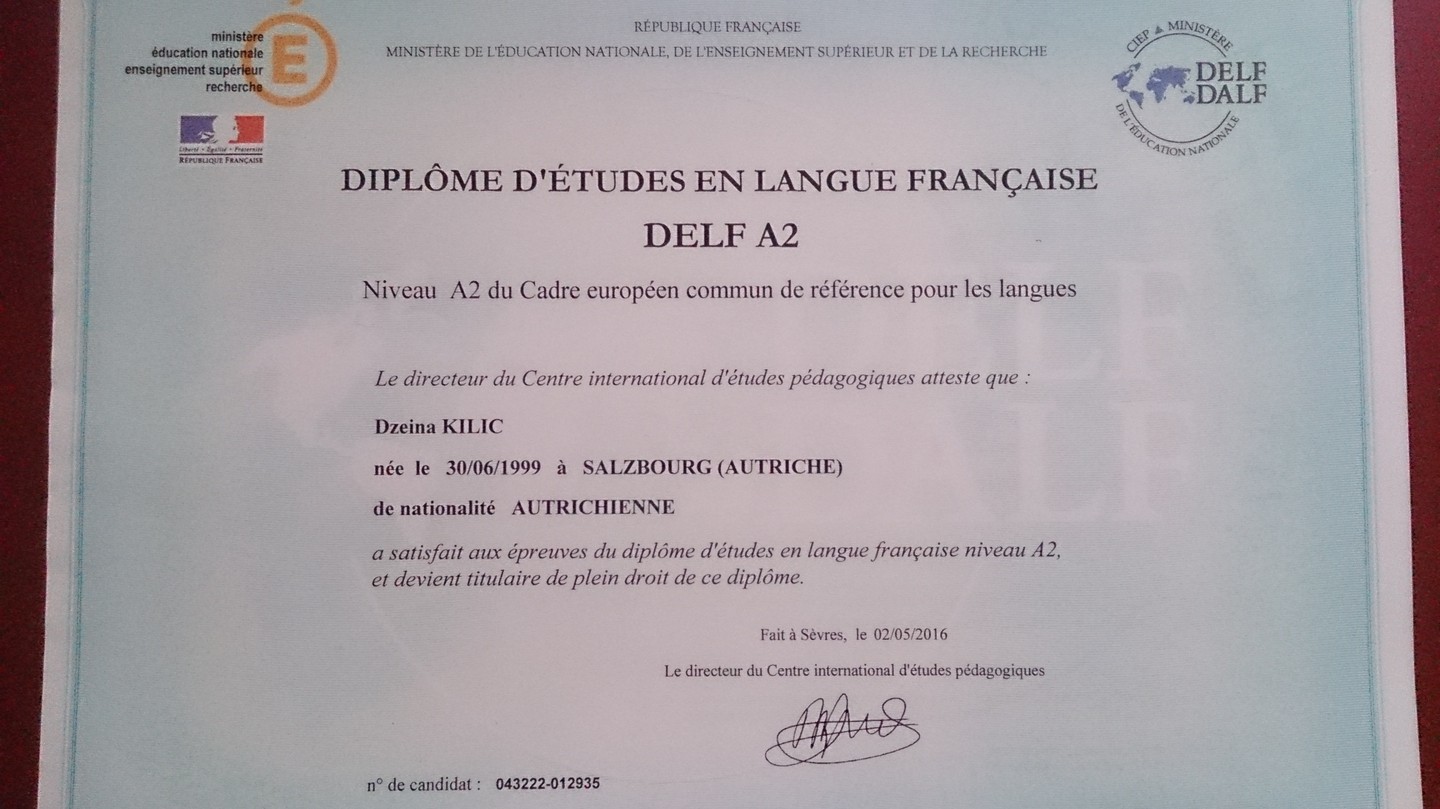 ministère
éducation nationale
enseignement supérieur
recherche
E
Liberté • Égalité • Fraternité
RÉPUBLIQUE FRANÇAISE
RÉPUBLIQUE FRANÇAISE
MINISTÈRE DE L'ÉDUCATION NATIONALE, DE L'ENSEIGNEMENT SUPÉRIEUR ET DE LA RECHERCHE
CIEP ▲ MINISTÈRE
DELF
DALF
DE L'ÉDUCATION NATIONALE
DIPLÔME D'ÉTUDES EN LANGUE FRANÇAISE
DELF A2
Niveau A2 du Cadre européen commun de référence pour les langues
Le directeur du Centre international d'études pédagogiques atteste que :
Dzeina KILIC
née le 30/06/1999 à SALZBOURG (AUTRICHE)
de nationalité AUTRICHIENNE
a satisfait aux épreuves du diplôme d'études en langue française niveau A2,
et devient titulaire de plein droit de ce diplôme.
Fait à Sèvres, le 02/05/2016
Le directeur du Centre international d'études pédagogiques
n° de candidat : 043222-012935
DELF
DALF